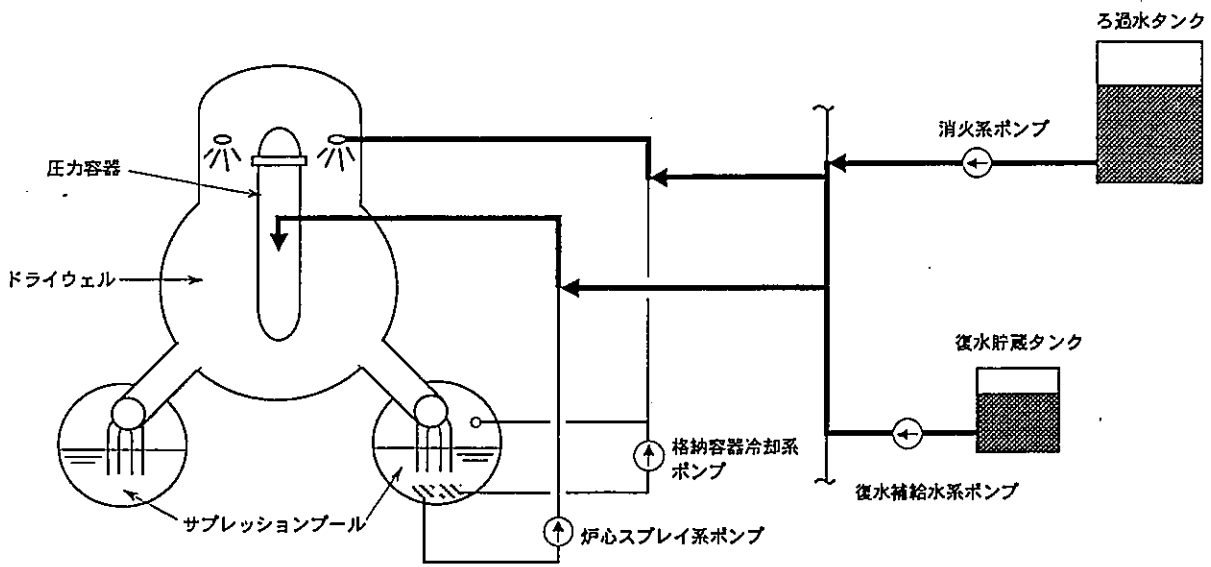 ろ過水タンク
消火系ポンプ
圧力容器
ドライウェル
復水貯蔵タンク
格納容器冷却系
ポンプ
復水補給水系ポンプ
サプレッションプール
炉心スプレイ系ポンプ